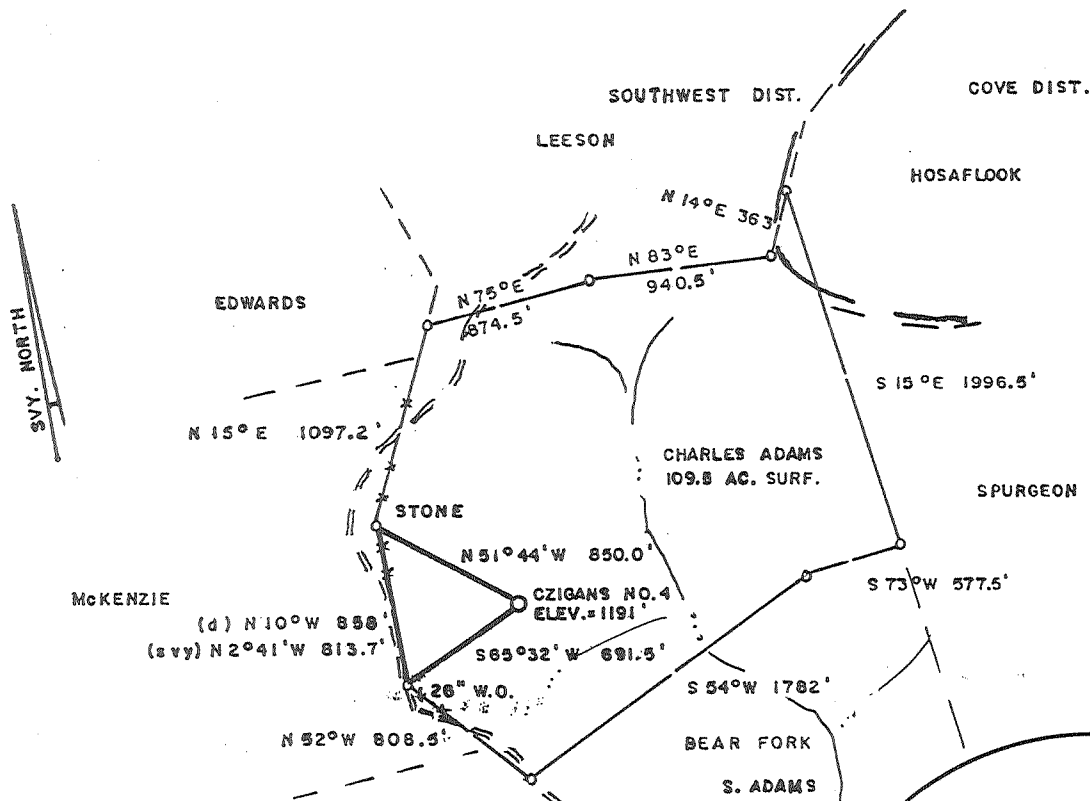 SOUTHWEST DIST.
COVE DIST.
LEESON
HOSAFLOOK
N 14°E 363'
N 83°E
940.5'
N 75°E
874.5'
EDWARDS
SVY. NORTH
S 15°E 1996.5'
N 15°E 1097.2'
CHARLES ADAMS
109.5 AC. SURF.
SPURGEON
STONE
N 51°44'W 850.0'
S 73°W 577.5'
McKENZIE
CZIGANS NO.4
ELEV.=1191'
(d) N 10°W 858'
(svy) N 2°41'W 813.7'
S65°32'W 691.5'
26" W.O.
S 54°W 1782'
N 52°W 808.5'
BEAR FORK
S. ADAMS